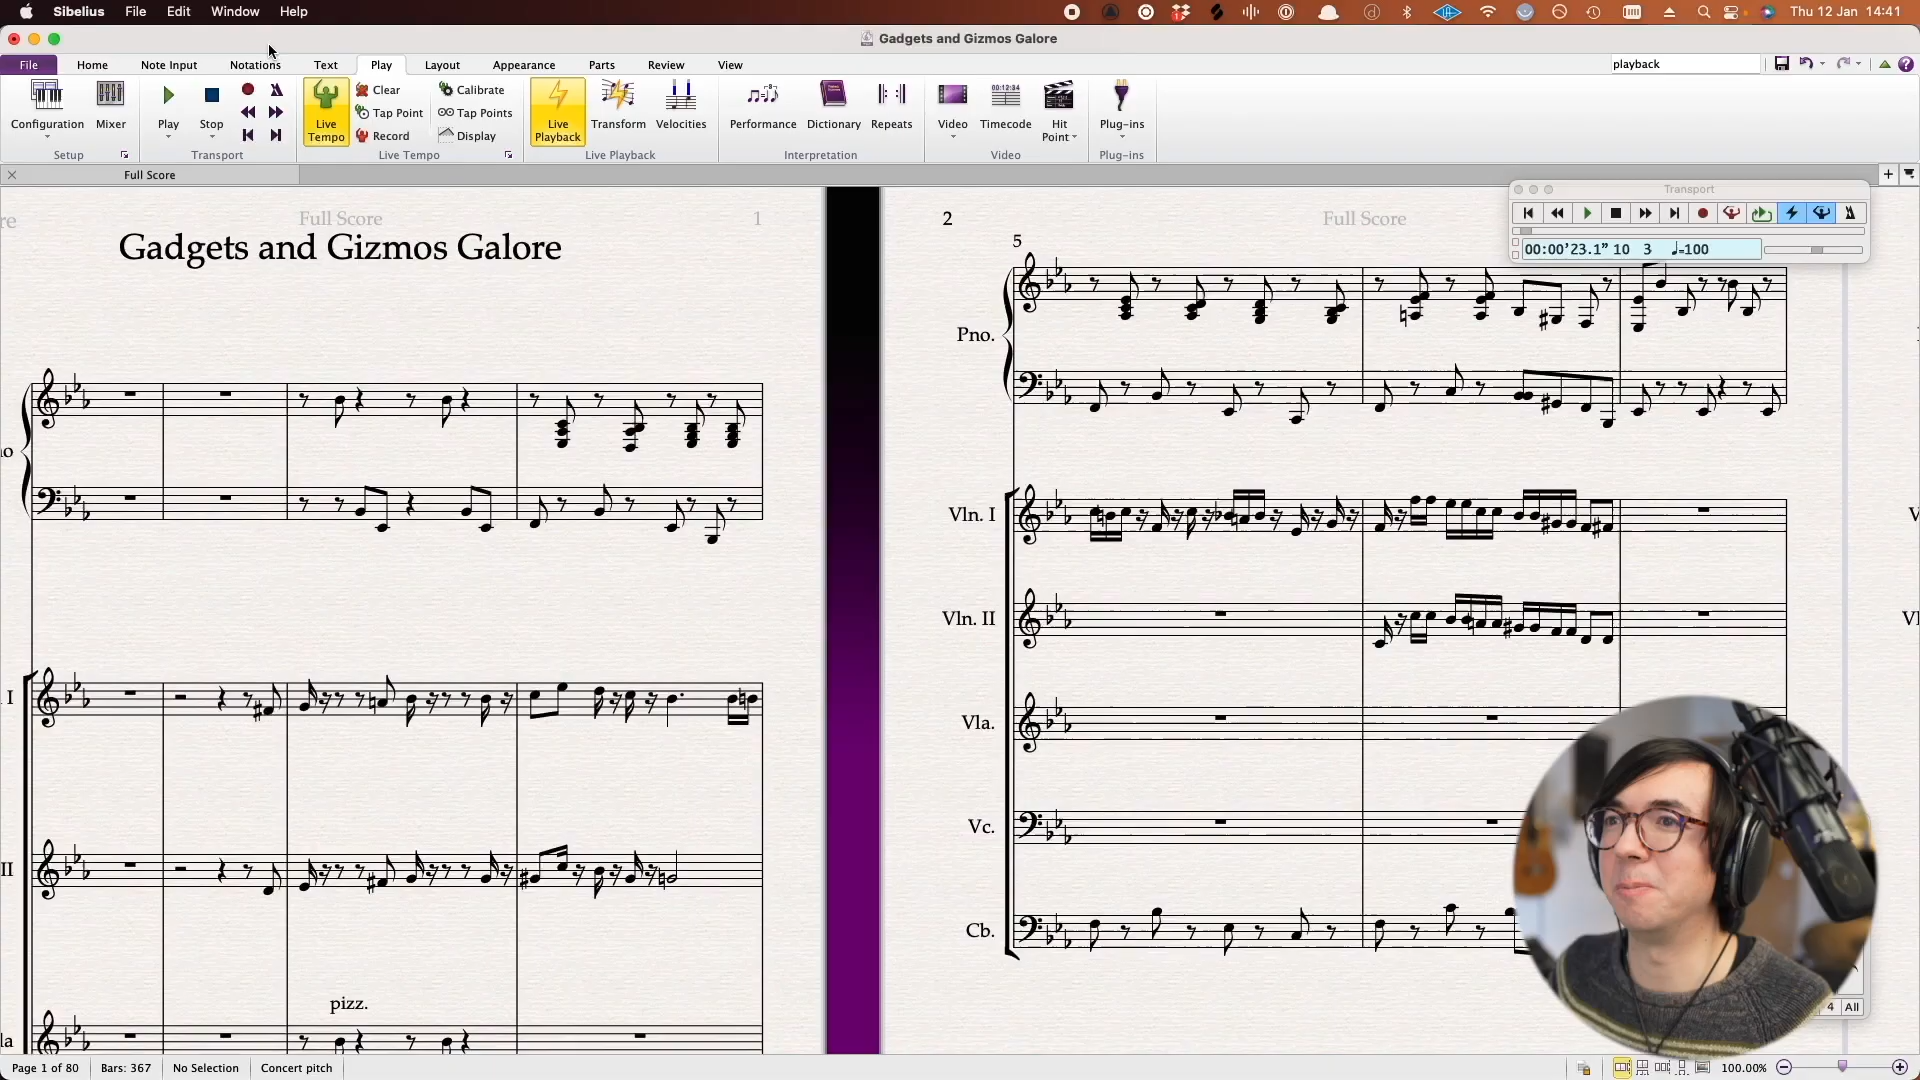 Sibelius File Edit Window Help
Thu 12 Jan 14:41
Gadgets and Gizmos Galore
File Home Note Input Notations Text Play Layout Appearance Parts Review View
playback
Configuration Mixer Play Stop Live Tempo Clear Calibrate Live Playback Transform Velocities Performance Dictionary Repeats Video Timecode Hit Point Plug-ins
Tap Point Tap Points
Record Display
Setup Transport Live Tempo Live Playback Interpretation Video Plug-ins
Full Score
Transport
00:00'23.1" 10 3 ♩=100
Full Score 1
Gadgets and Gizmos Galore
I
II
pizz.
la
2 Full Score
5
Pno.
Vln. I
Vln. II
Vla.
Vc.
Cb.
4 All
Page 1 of 80 Bars: 367 No Selection Concert pitch 100.00%